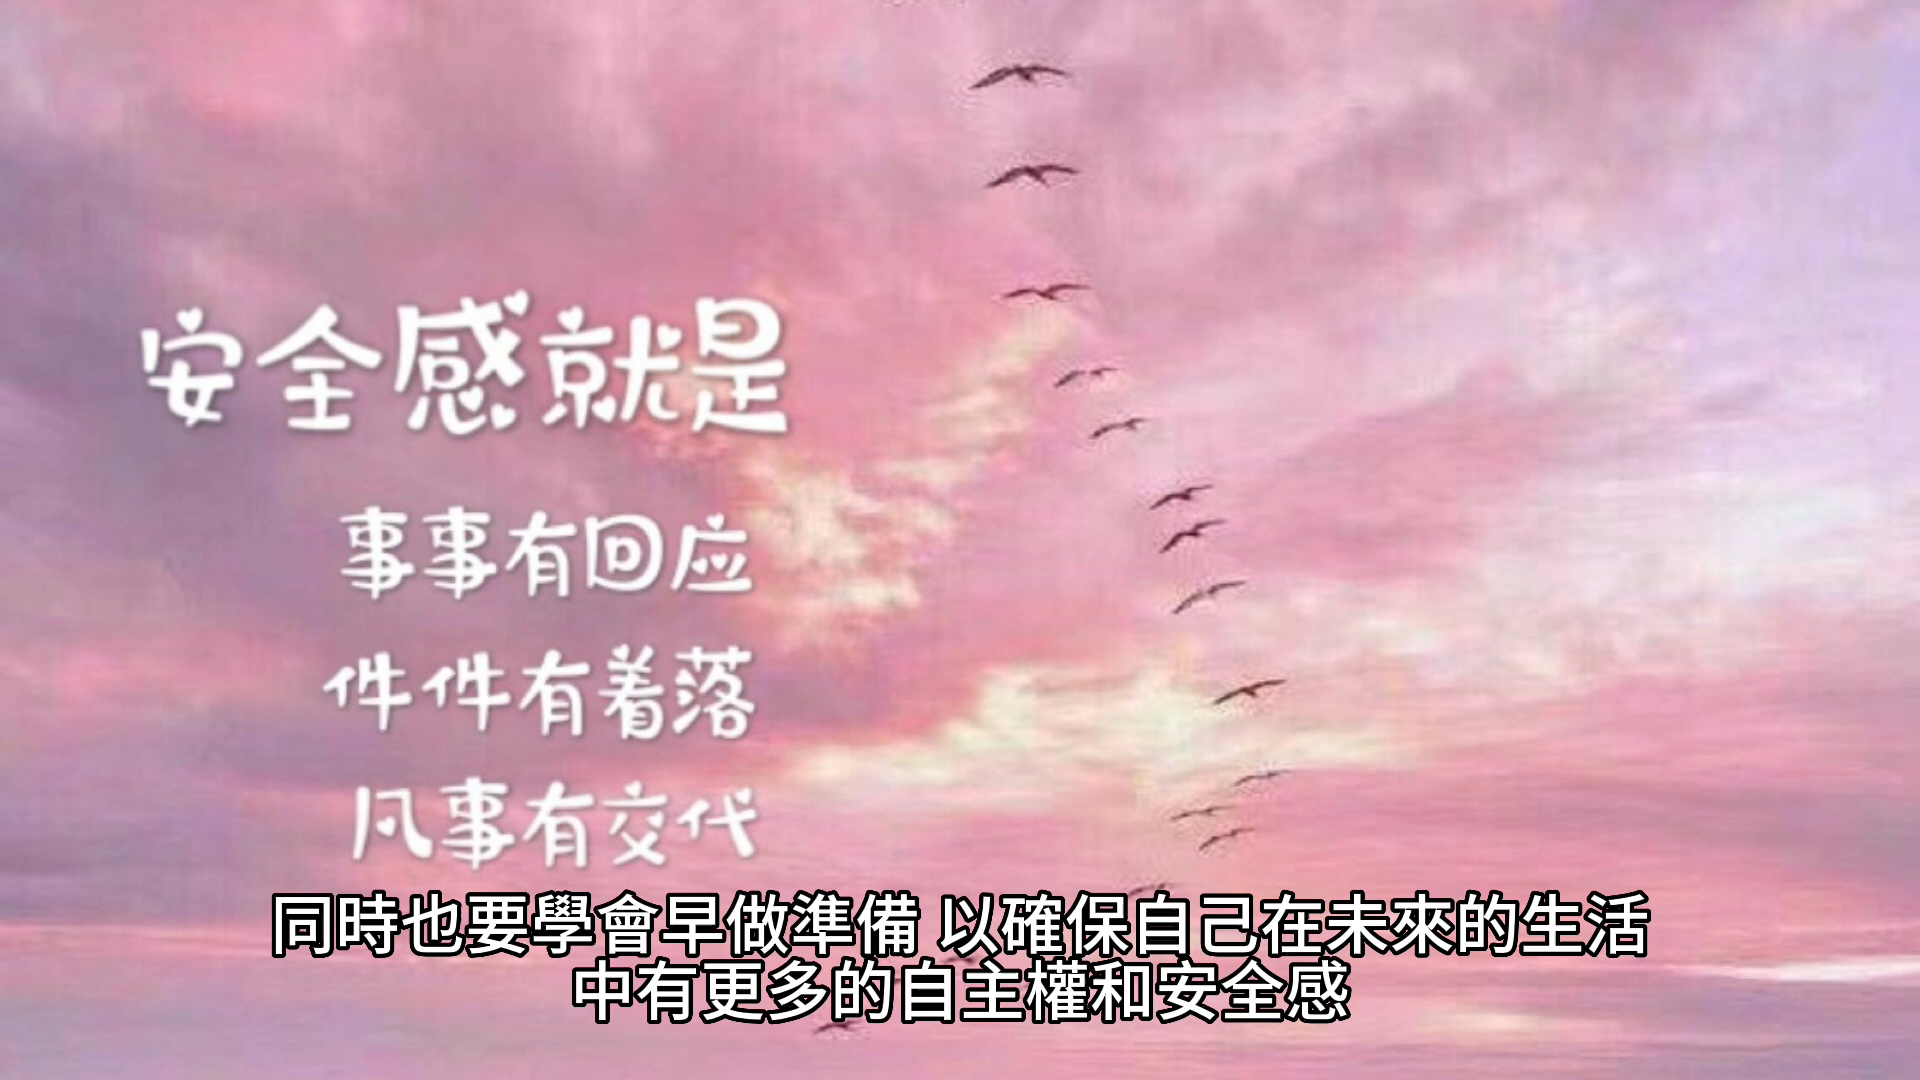 安全感就是
事事有回应
件件有着落
凡事有交代
同時也要學會早做準備 以確保自己在未來的生活
中有更多的自主權和安全感